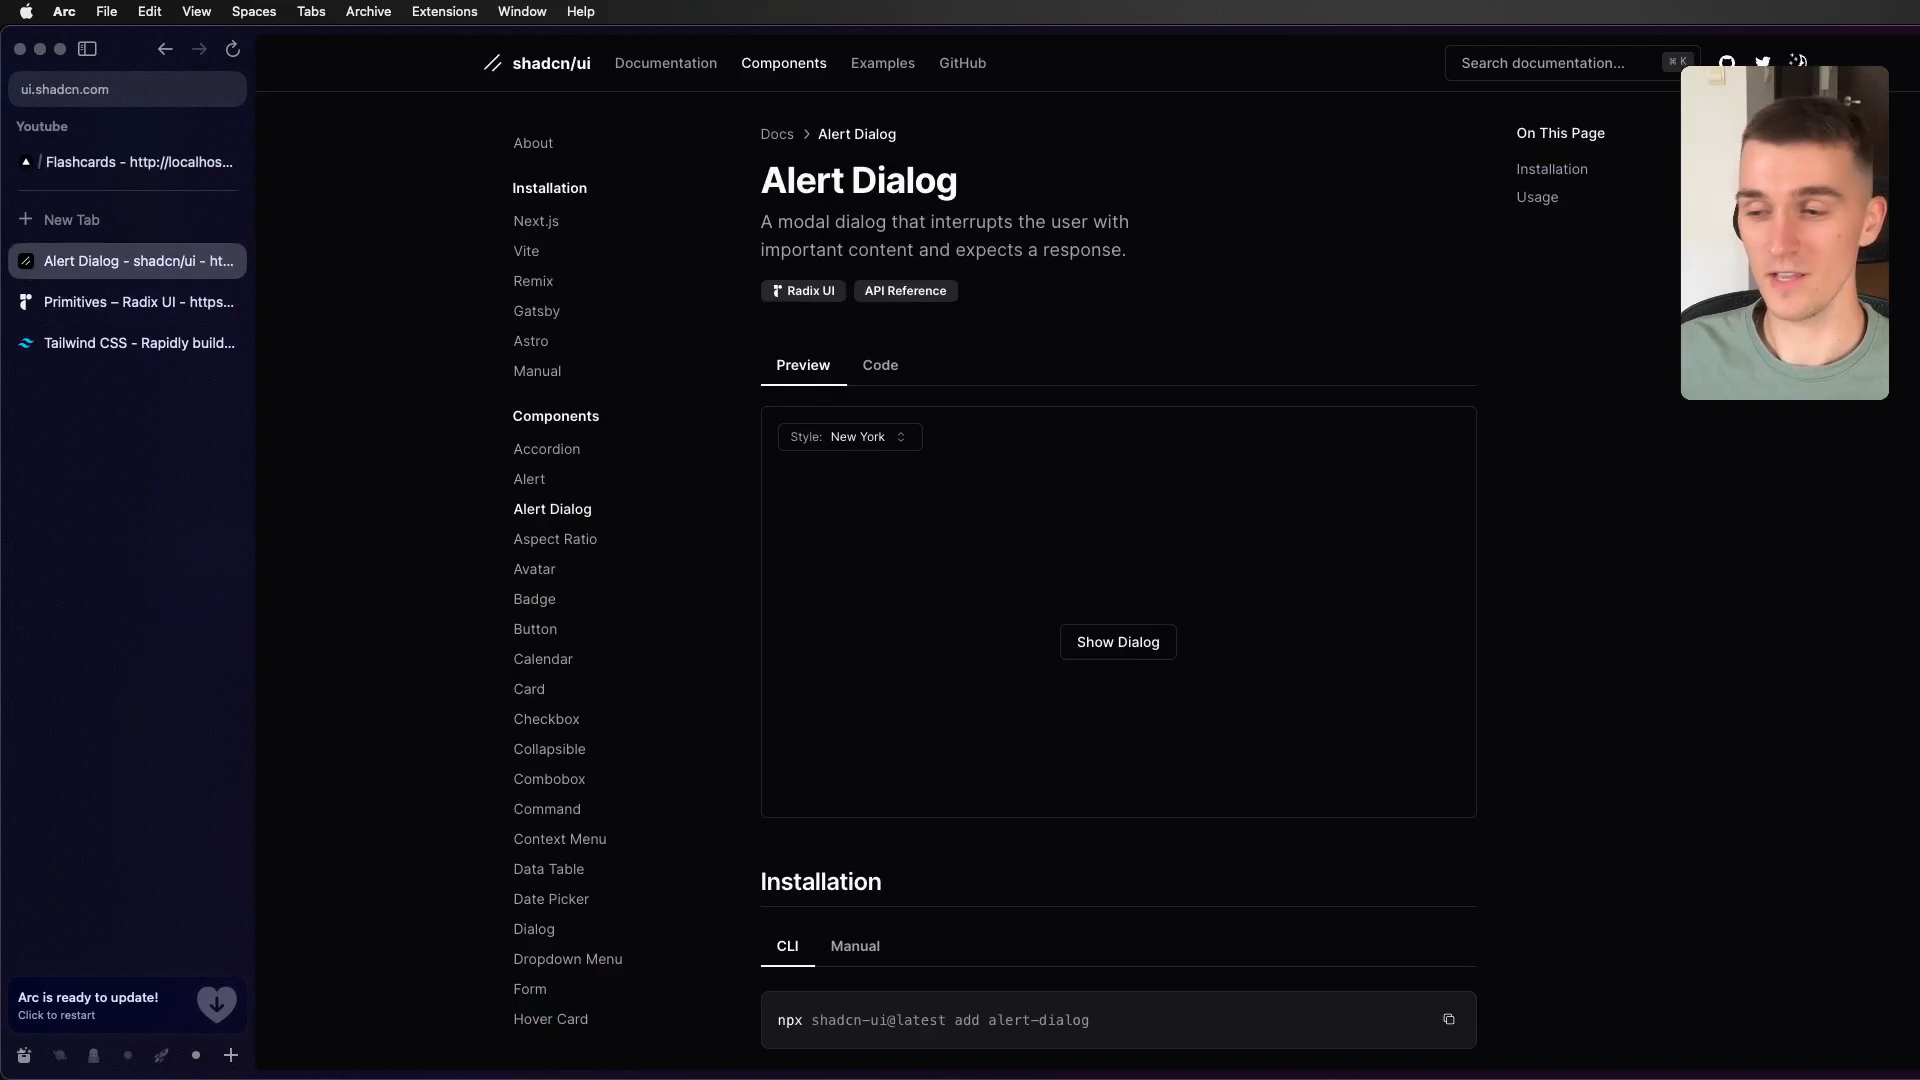 Arc File Edit View Spaces Tabs Archive Extensions Window Help
ui.shadcn.com
Youtube
/ Flashcards - http://localhos...
New Tab
Alert Dialog - shadcn/ui - ht...
Primitives – Radix UI - https...
Tailwind CSS - Rapidly build...
Arc is ready to update!
Click to restart
shadcn/ui Documentation Components Examples GitHub
Search documentation... ⌘ K
About
Installation
Next.js
Vite
Remix
Gatsby
Astro
Manual
Components
Accordion
Alert
Alert Dialog
Aspect Ratio
Avatar
Badge
Button
Calendar
Card
Checkbox
Collapsible
Combobox
Command
Context Menu
Data Table
Date Picker
Dialog
Dropdown Menu
Form
Hover Card
Docs > Alert Dialog
Alert Dialog
A modal dialog that interrupts the user with
important content and expects a response.
Radix UI API Reference
Preview Code
Style: New York
Show Dialog
Installation
CLI Manual
npx shadcn-ui@latest add alert-dialog
On This Page
Installation
Usage